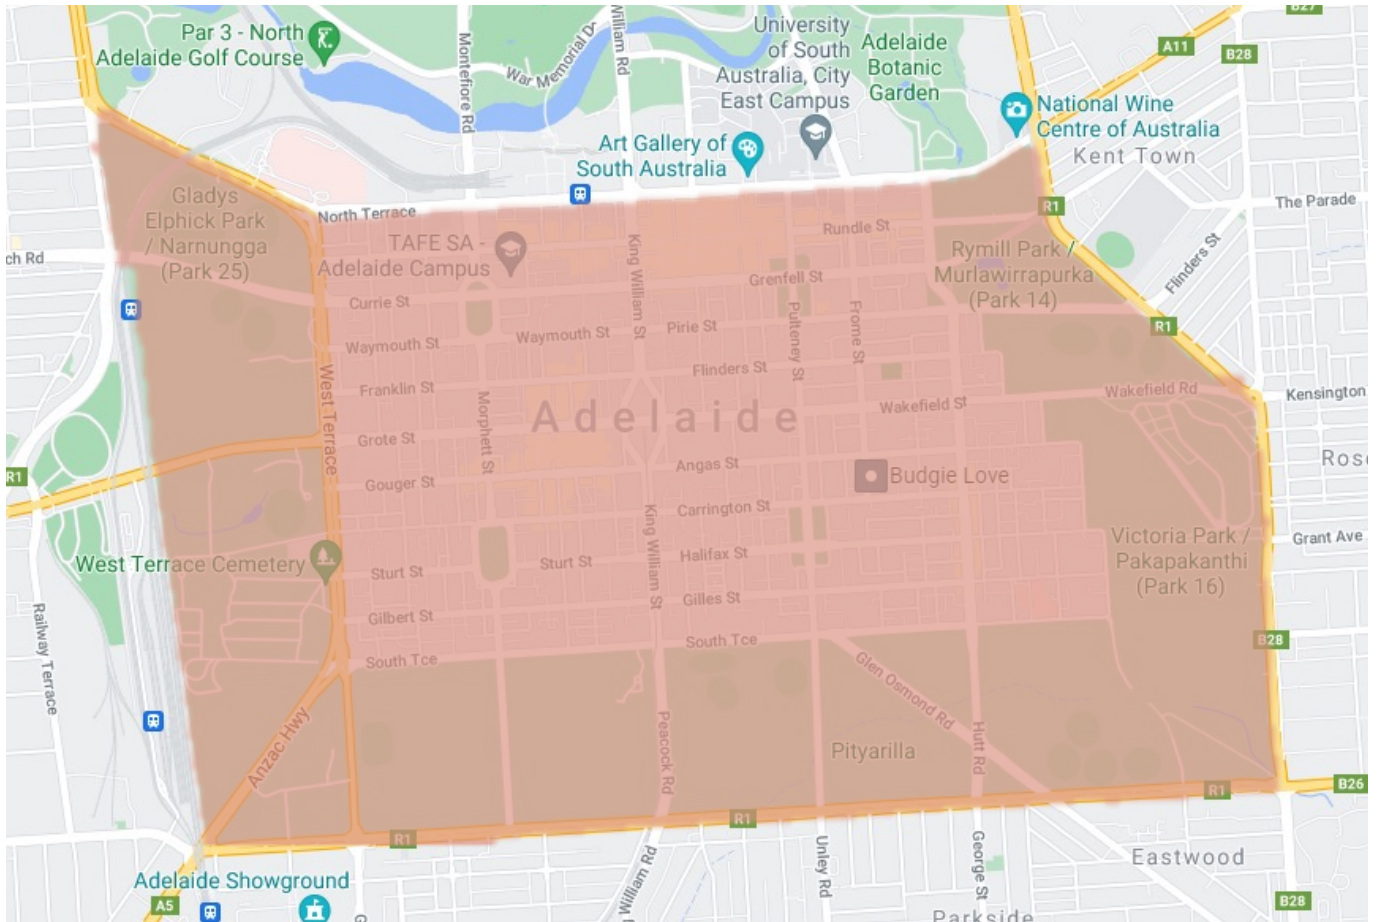 B27
Par 3 - North
Adelaide Golf Course
Montefiore Rd
War Memorial Dr
William Rd
University
of South
Australia, City
East Campus
Adelaide
Botanic
Garden
A11
B28
National Wine
Centre of Australia
Kent Town
Art Gallery of
South Australia
Gladys
Elphick Park
/ Narnungga
(Park 25)
North Terrace
R1
The Parade
TAFE SA -
Adelaide Campus
King William St
Rundle St
Rymill Park /
Murlawirrapurka
(Park 14)
Flinders St
ch Rd
Currie St
Grenfell St
Pulteney St
Frome St
Waymouth St
Waymouth St
Pirie St
R1
West Terrace
Franklin St
Flinders St
Morphett St
Adelaide
Wakefield St
Wakefield Rd
Kensington
Grote St
Angas St
Rose
R1
Gouger St
Budgie Love
King William St
Carrington St
Victoria Park /
Pakapakanthi
(Park 16)
Grant Ave
West Terrace Cemetery
Sturt St
Sturt St
Halifax St
Railway Terrace
Gilbert St
Gilles St
B28
South Tce
South Tce
Glen Osmond Rd
Anzac Hwy
Peacock Rd
Pityarilla
Hutt Rd
R1
B26
R1
R1
William Rd
Unley Rd
George St
Eastwood
Adelaide Showground
A5
G
B28
Parkside